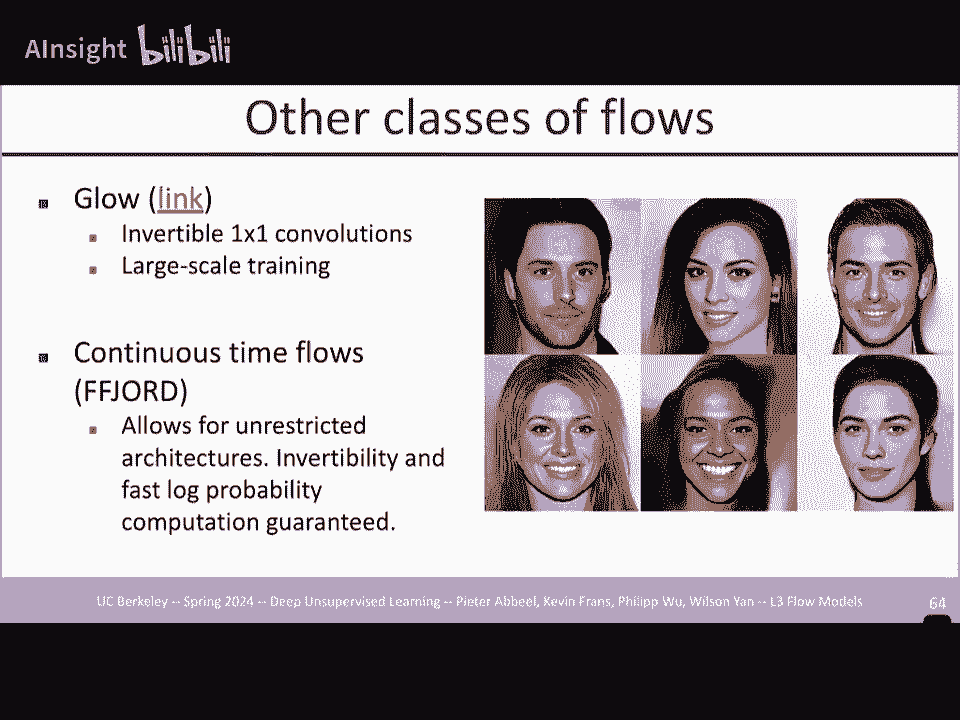 AInsight bilibili
Other classes of flows
Glow (link)
Invertible 1x1 convolutions
Large-scale training
Continuous time flows
(FFJORD)
Allows for unrestricted
architectures. Invertibility and
fast log probability
computation guaranteed.
UC Berkeley -- Spring 2024 -- Deep Unsupervised Learning -- Pieter Abbeel, Kevin Frans, Philipp Wu, Wilson Yan -- L3 Flow Models
64